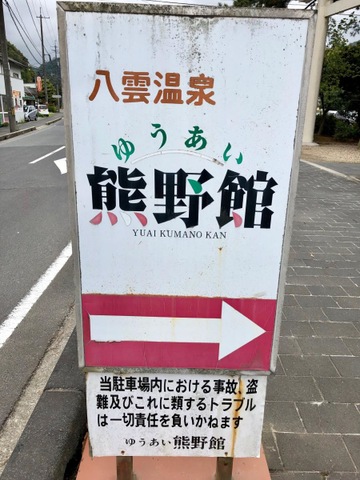 八雲温泉
ゆうあい
熊野館
YUAI KUMANO KAN
当駐車場内における事故、盗
難及びこれに類するトラブル
は一切責任を負いかねます
ゆうあい熊野館